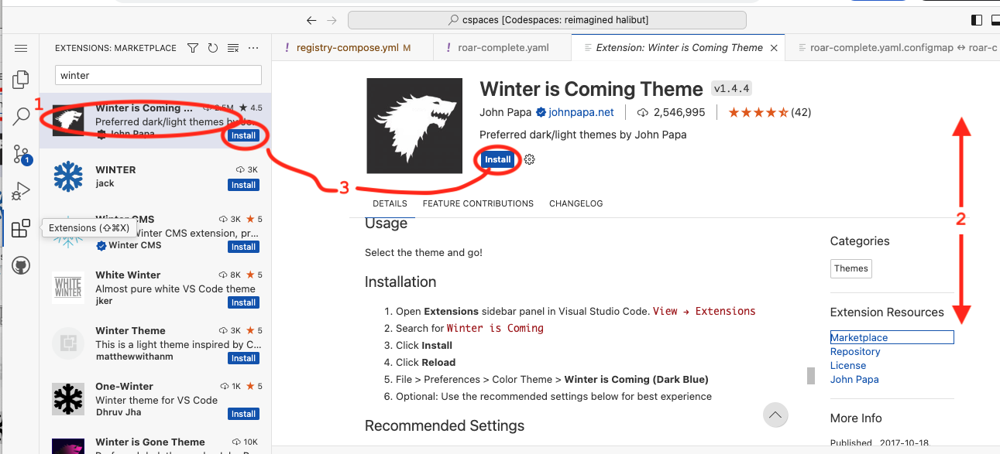 cspaces [Codespaces: reimagined halibut]
EXTENSIONS: MARKETPLACE
! registry-compose.yml M
! roar-complete.yaml
Extension: Winter is Coming Theme
roar-complete.yaml.configmap ↔ roar-c
winter
1
Winter is Coming ... 2.5M ★ 4.5
Preferred dark/light themes by Jo...
John Papa
Install
WINTER 3K
jack
Install
Winter CMS 3K ★ 5
Winter CMS extension, pr...
Winter CMS
Install
Extensions (⇧⌘X)
1
White Winter 8K ★ 5
Almost pure white VS Code theme
jker
Install
WHITE
WINTER
Winter Theme 3K ★ 5
This is a light theme inspired by C...
matthewwithanm
Install
One-Winter 1K ★ 5
Winter theme for VS Code
Dhruv Jha
Install
Winter is Gone Theme 10K
3
Winter is Coming Theme v1.4.4
John Papa johnpapa.net 2,546,995 ★★★★ (42)
Preferred dark/light themes by John Papa
Install
DETAILS FEATURE CONTRIBUTIONS CHANGELOG
Usage
Select the theme and go!
Installation
1. Open Extensions sidebar panel in Visual Studio Code. View → Extensions
2. Search for Winter is Coming
3. Click Install
4. Click Reload
5. File > Preferences > Color Theme > Winter is Coming (Dark Blue)
6. Optional: Use the recommended settings below for best experience
Recommended Settings
2
Categories
Themes
Extension Resources
Marketplace
Repository
License
John Papa
More Info
Published 2017-10-18,